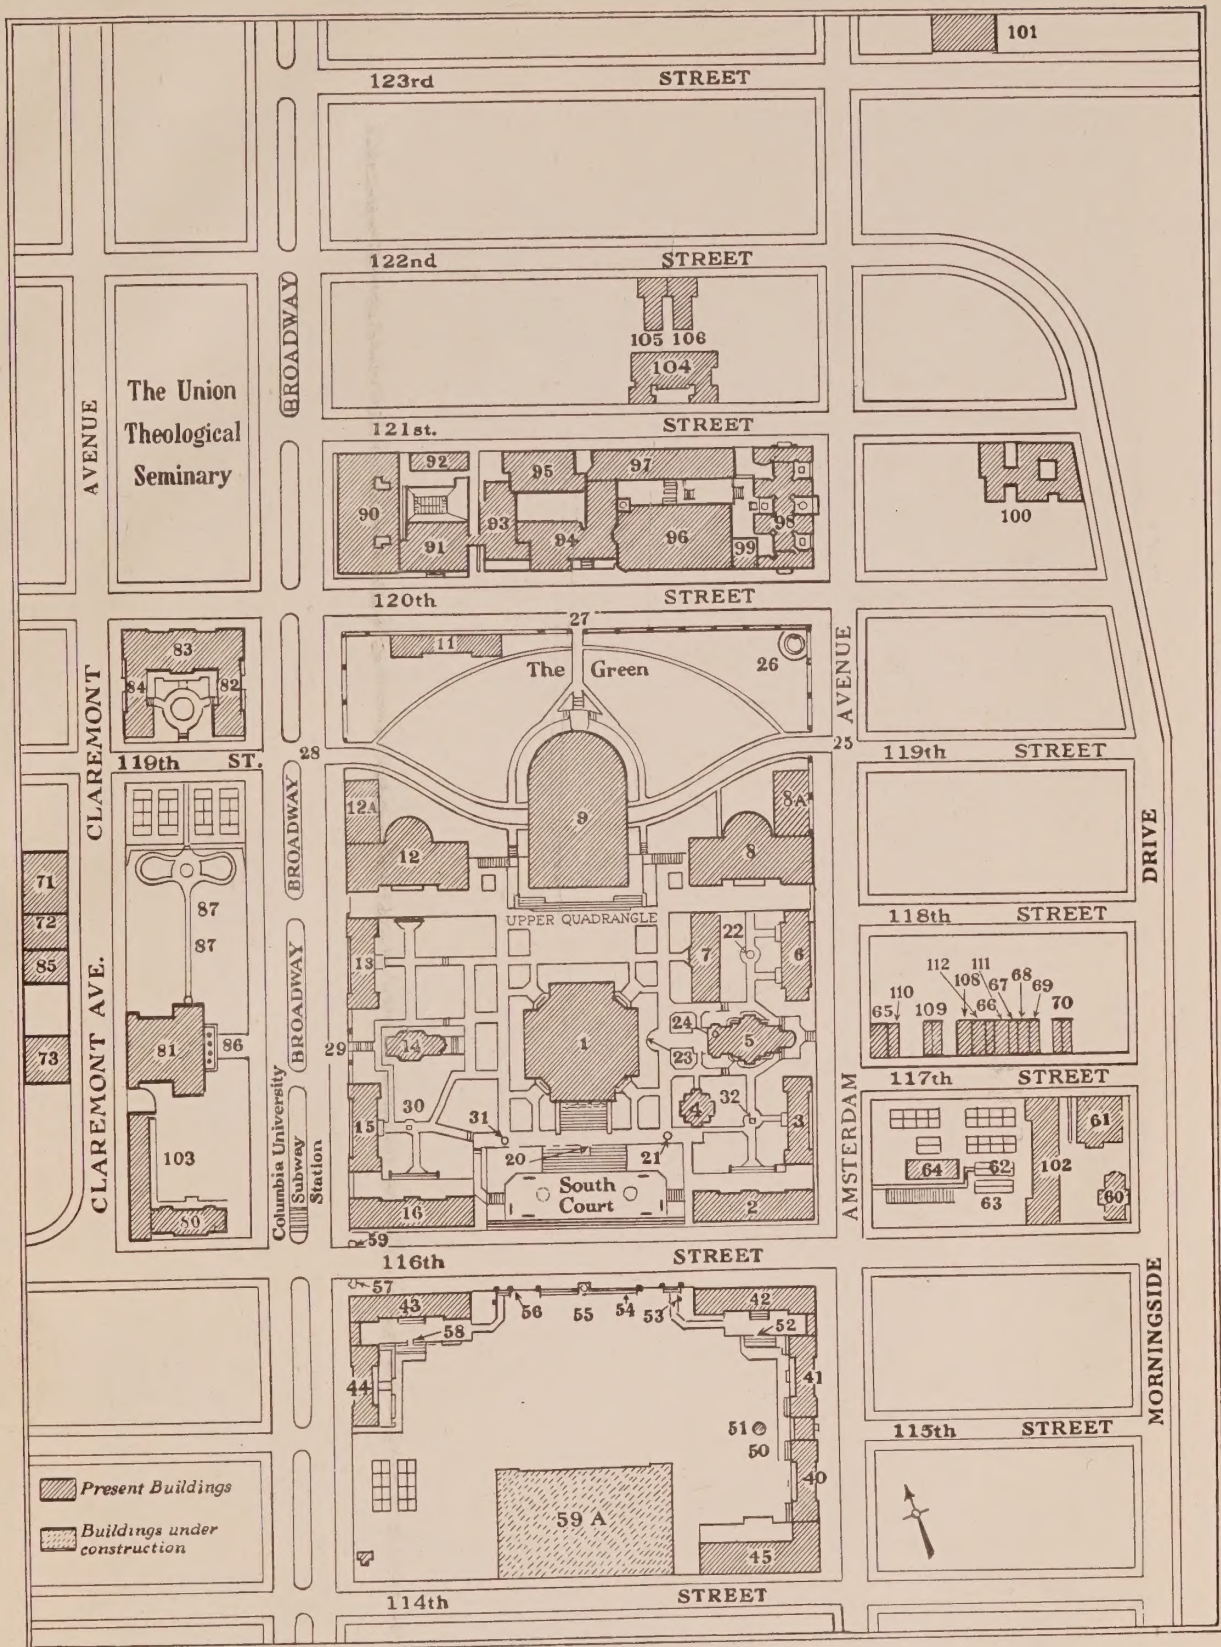 101
123rd STREET
122nd STREET
BROADWAY
105 106
104
The Union
Theological
Seminary
AVENUE
121st. STREET
92
95
97
90
93
98
91
94
96
99
100
120th STREET
27
83
11
The Green
26
AVENUE
84
82
CLAREMONT
28
25
119th ST.
119th STREET
BROADWAY
12A
9
8A
12
8
DRIVE
71
87
UPPER QUADRANGLE
118th STREET
72
87
22
85
13
7
6
BROADWAY
112
111
68
108
67
69
65
110
109
66
70
CLAREMONT AVE.
24
73
81
86
29
14
1
5
23
117th STREET
30
4
32
AMSTERDAM
61
31
15
3
103
20
21
64
62
102
Columbia University
Subway
Station
South
Court
63
60
80
16
2
59
116th STREET
57
43
56
55
54
53
42
58
52
MORNINGSIDE
44
41
51
115th STREET
50
40
Present Buildings
59 A
Buildings under
construction
45
114th STREET